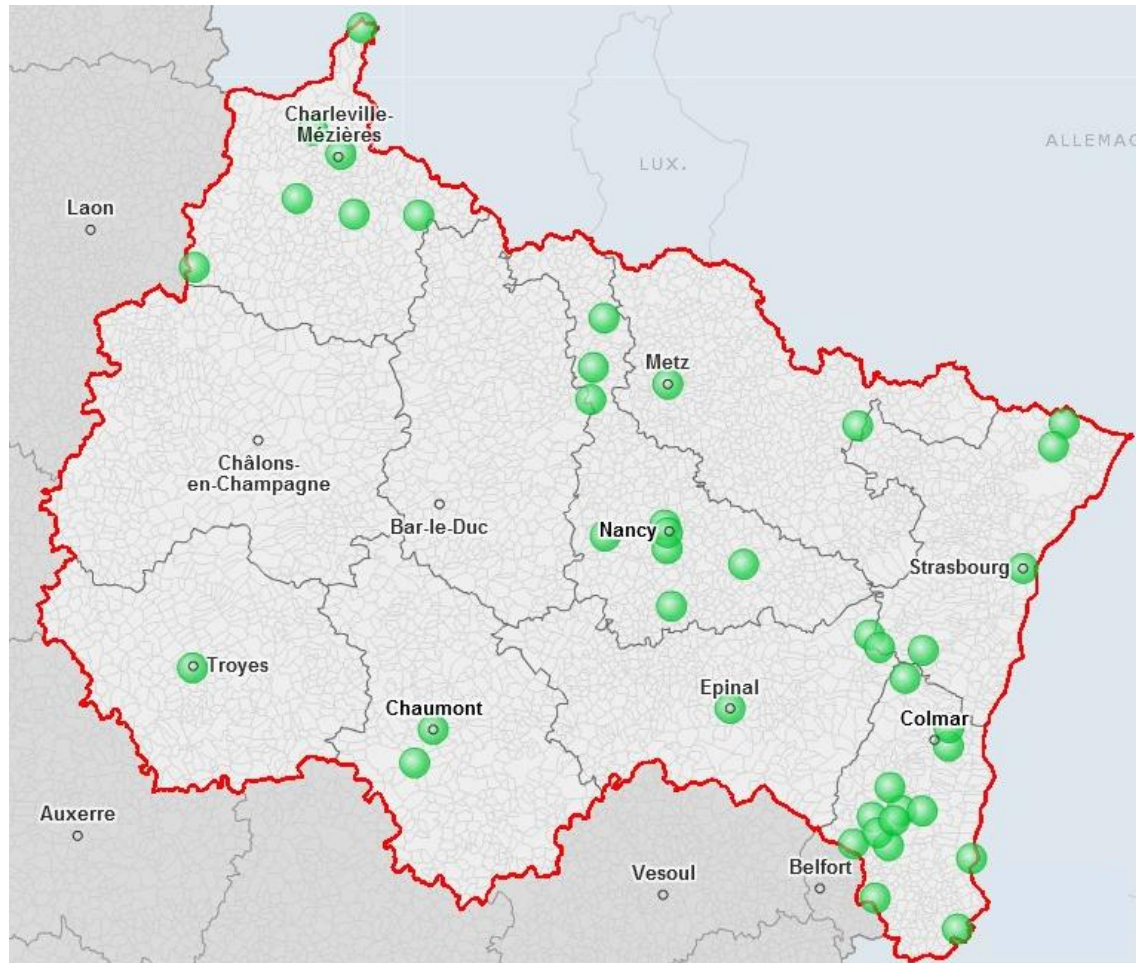 Charleville-
Mézières
LUX.
ALLEMAG
Laon
Metz
Châlons-
en-Champagne
Bar-le-Duc
Nancy
Strasbourg
Troyes
Epinal
Chaumont
Colmar
Auxerre
Vesoul
Belfort